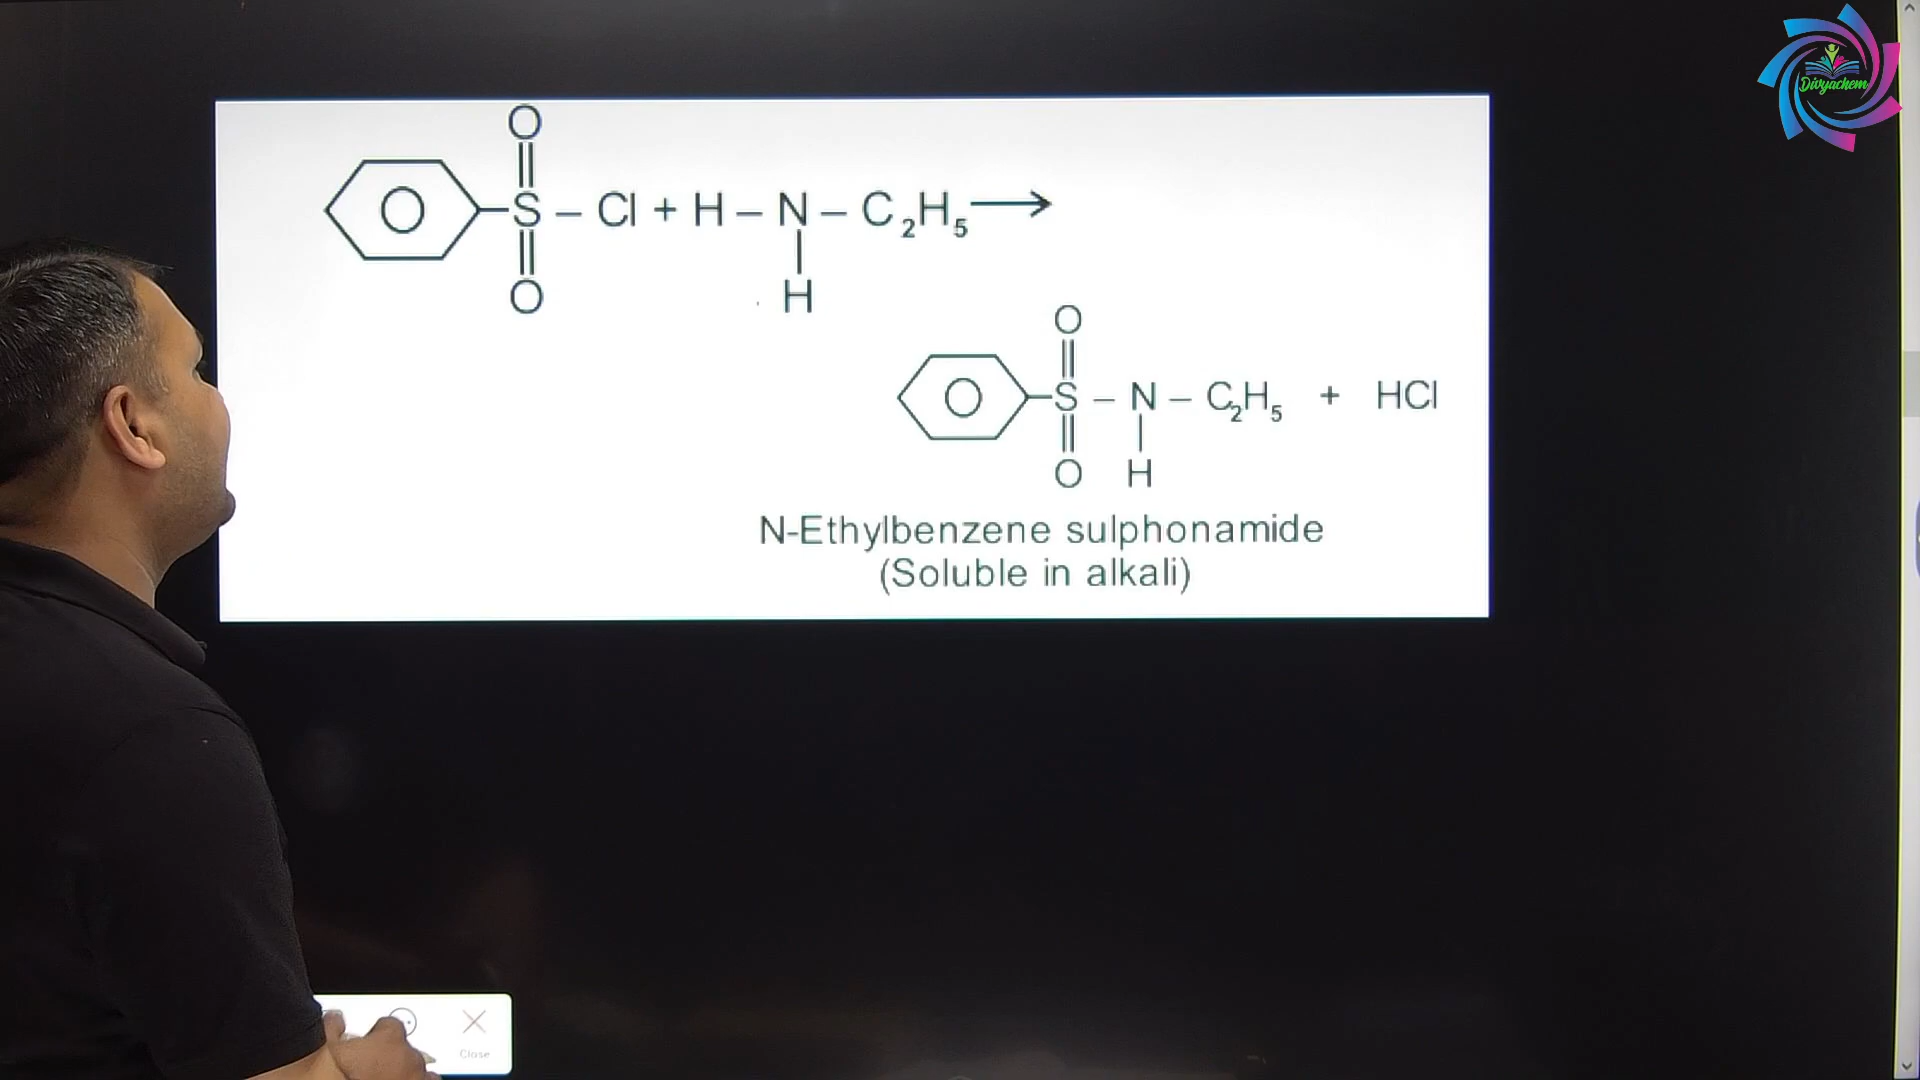 Divyachem
O
S – Cl + H – N – C₂H₅ ⟶
O
H
O
S – N – C₂H₅ + HCl
O H
N-Ethylbenzene sulphonamide
(Soluble in alkali)
Close